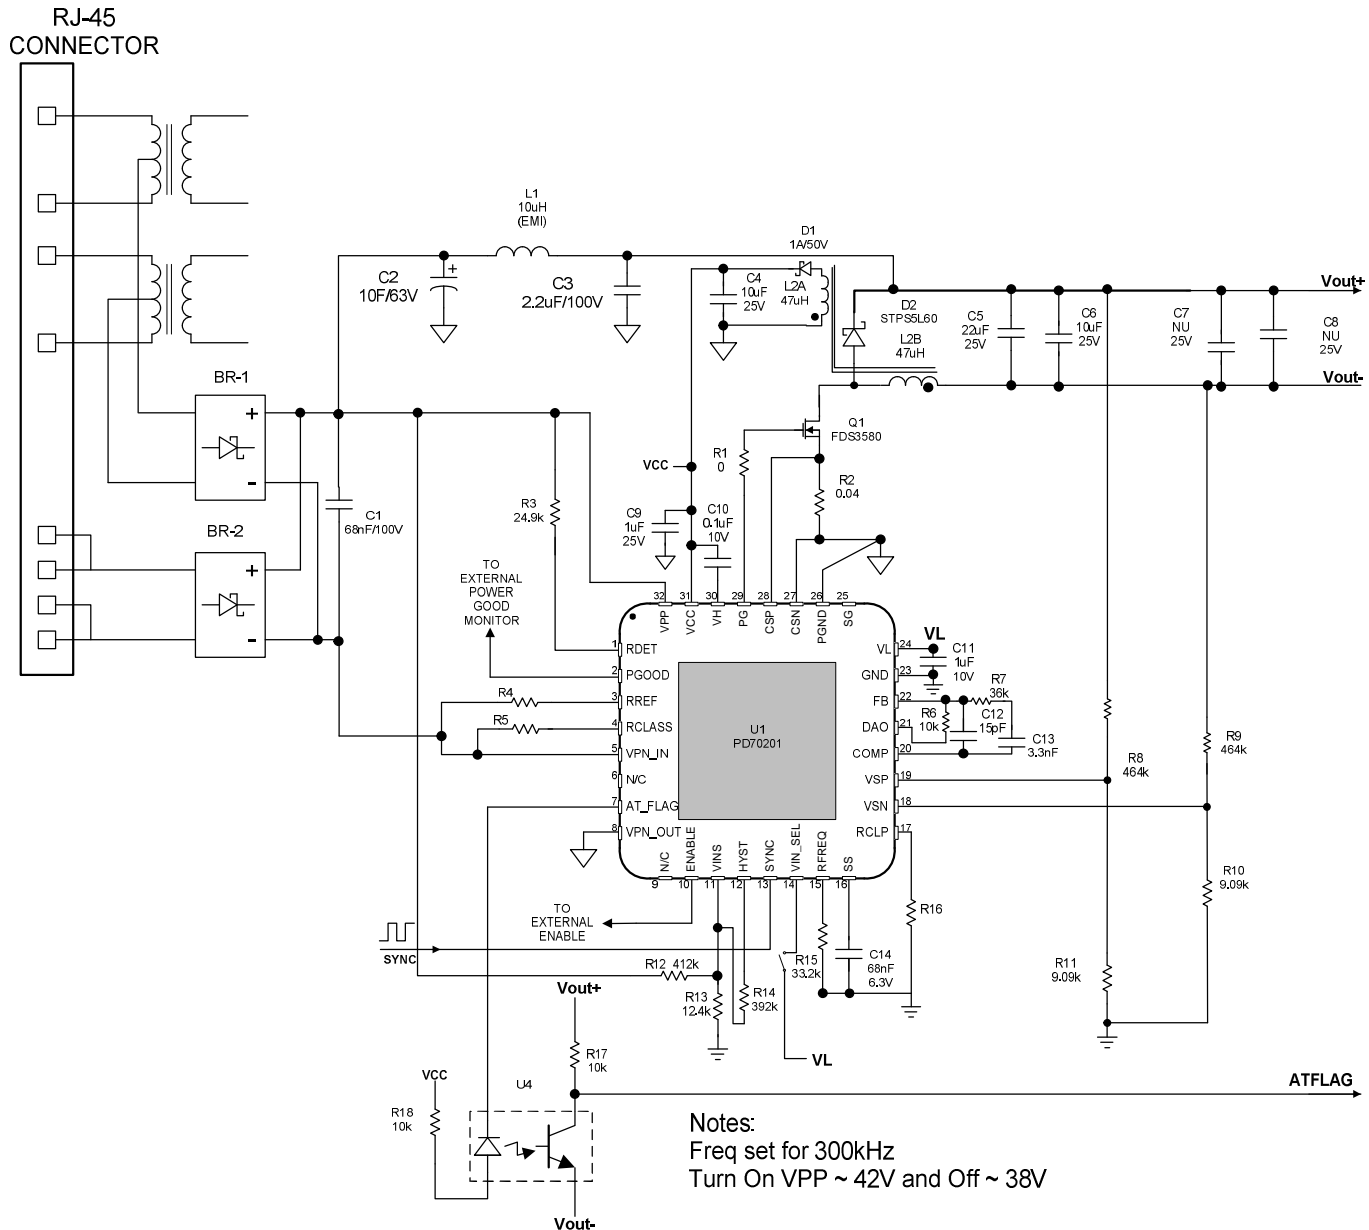 RJ-45
CONNECTOR
L1
10uH
(EMI)
D1
1A/50V
C2
10F/63V
+
C3
2.2uF/100V
C4
10uF
25V
L2A
47uH
D2
STPS5L60
L2B
47uH
C5
22uF
25V
C6
10uF
25V
C7
NU
25V
C8
NU
25V
Vout+
Vout-
BR-1
+
-
BR-2
+
-
C1
68nF/100V
R3
24.9k
VCC
C9
1uF
25V
C10
0.1uF
10V
R1
0
Q1
FDS3580
R2
0.04
TO
EXTERNAL
POWER
GOOD
MONITOR
32
31
30
29
28
27
26
25
VPP
VCC
VH
PG
CSP
CSN
PGND
SG
1
RDET
2
PGOOD
3
RREF
4
RCLASS
5
VPN_IN
6
N/C
7
AT_FLAG
8
VPN_OUT
R4
R5
U1
PD70201
VL
24
GND
23
FB
22
DAO
21
COMP
20
VSP
19
VSN
18
RCLP
17
VL
C11
1uF
10V
R7
36k
R6
10k
C12
15pF
C13
3.3nF
R8
464k
R9
464k
R10
9.09k
R11
9.09k
N/C
ENABLE
VINS
HYST
SYNC
VIN_SEL
RFREQ
SS
9
10
11
12
13
14
15
16
TO
EXTERNAL
ENABLE
SYNC
R12 412k
R13
12.4k
R14
392k
R15
33.2k
C14
68nF
6.3V
R16
VL
Vout+
R17
10k
VCC
R18
10k
U4
Vout-
ATFLAG
Notes:
Freq set for 300kHz
Turn On VPP ~ 42V and Off ~ 38V